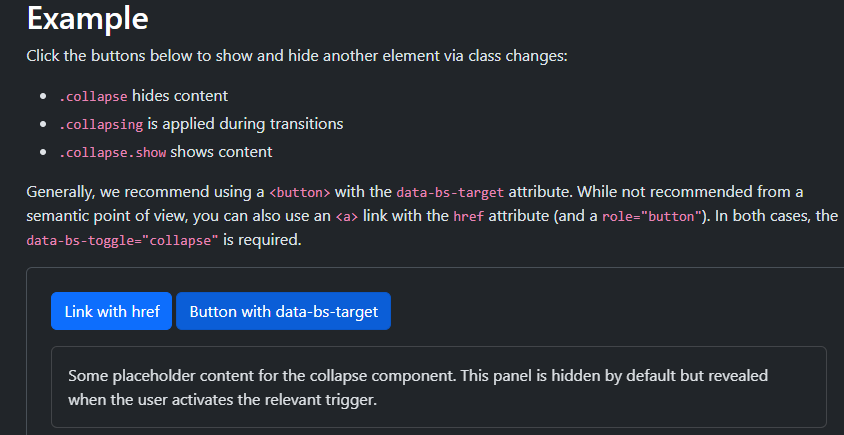 Example
Click the buttons below to show and hide another element via class changes:
.collapse hides content
.collapsing is applied during transitions
.collapse.show shows content
Generally, we recommend using a <button> with the data-bs-target attribute. While not recommended from a
semantic point of view, you can also use an <a> link with the href attribute (and a role="button"). In both cases, the
data-bs-toggle="collapse" is required.
Link with href Button with data-bs-target
Some placeholder content for the collapse component. This panel is hidden by default but revealed
when the user activates the relevant trigger.